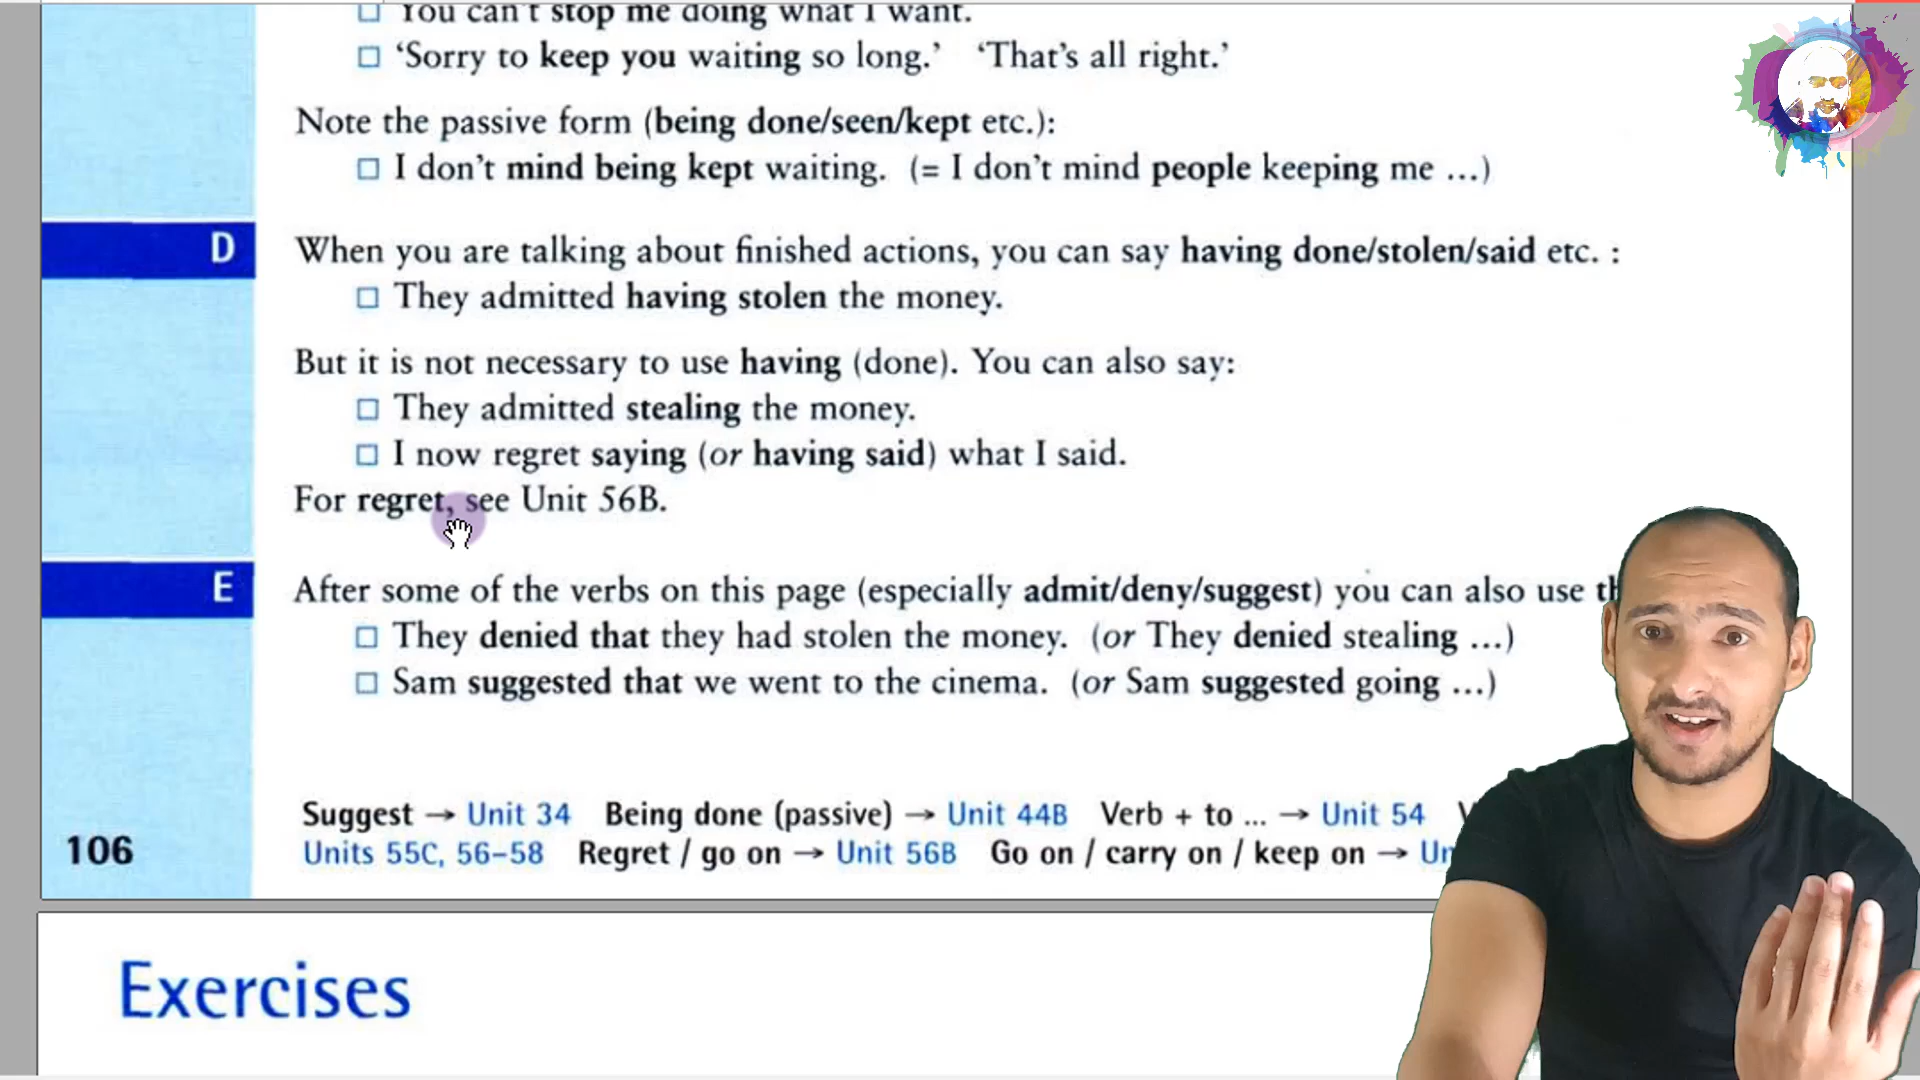 You can't stop me doing what I want.
'Sorry to keep you waiting so long.' 'That's all right.'
Note the passive form (being done/seen/kept etc.):
I don't mind being kept waiting. (= I don't mind people keeping me ...)
D
When you are talking about finished actions, you can say having done/stolen/said etc. :
They admitted having stolen the money.
But it is not necessary to use having (done). You can also say:
They admitted stealing the money.
I now regret saying (or having said) what I said.
For regret, see Unit 56B.
E
After some of the verbs on this page (especially admit/deny/suggest) you can also use
They denied that they had stolen the money. (or They denied stealing ...)
Sam suggested that we went to the cinema. (or Sam suggested going ...)
Suggest → Unit 34 Being done (passive) → Unit 44B Verb + to ... → Unit 54
106
Units 55C, 56–58 Regret / go on → Unit 56B Go on / carry on / keep on →
Exercises